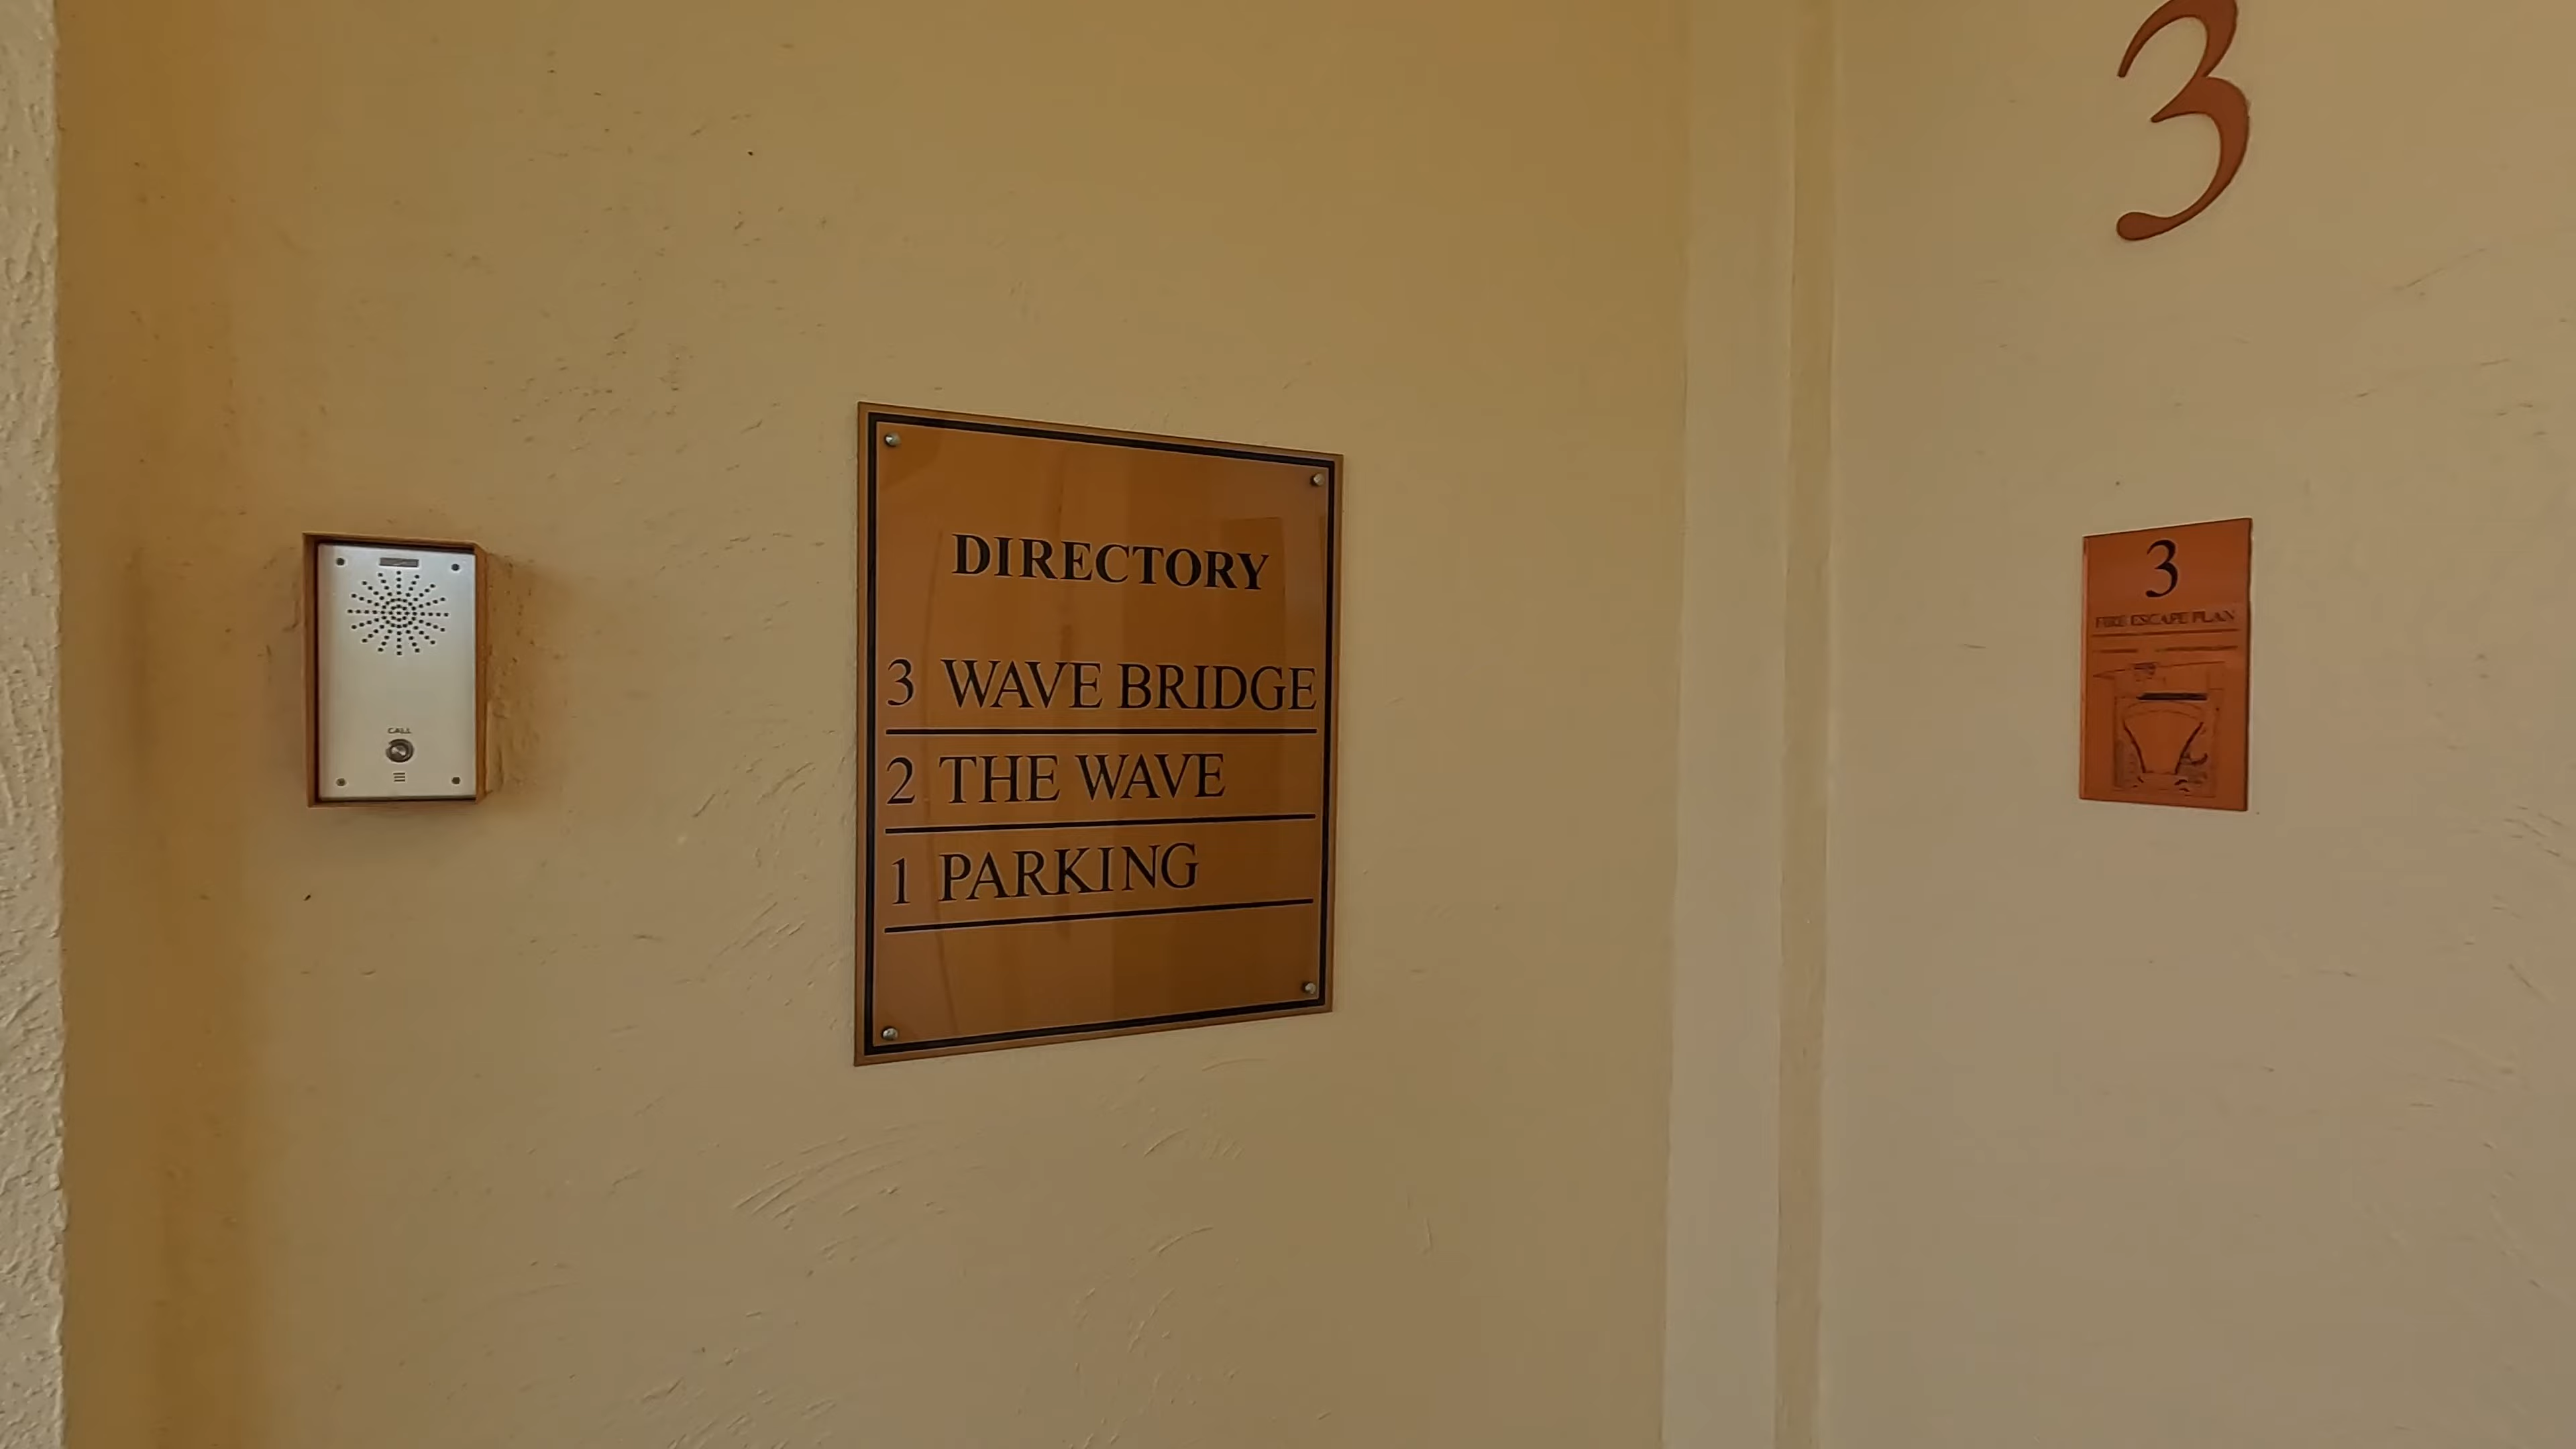 CALL
DIRECTORY
3 WAVE BRIDGE
2 THE WAVE
1 PARKING
3
3
FIRE ESCAPE PLAN